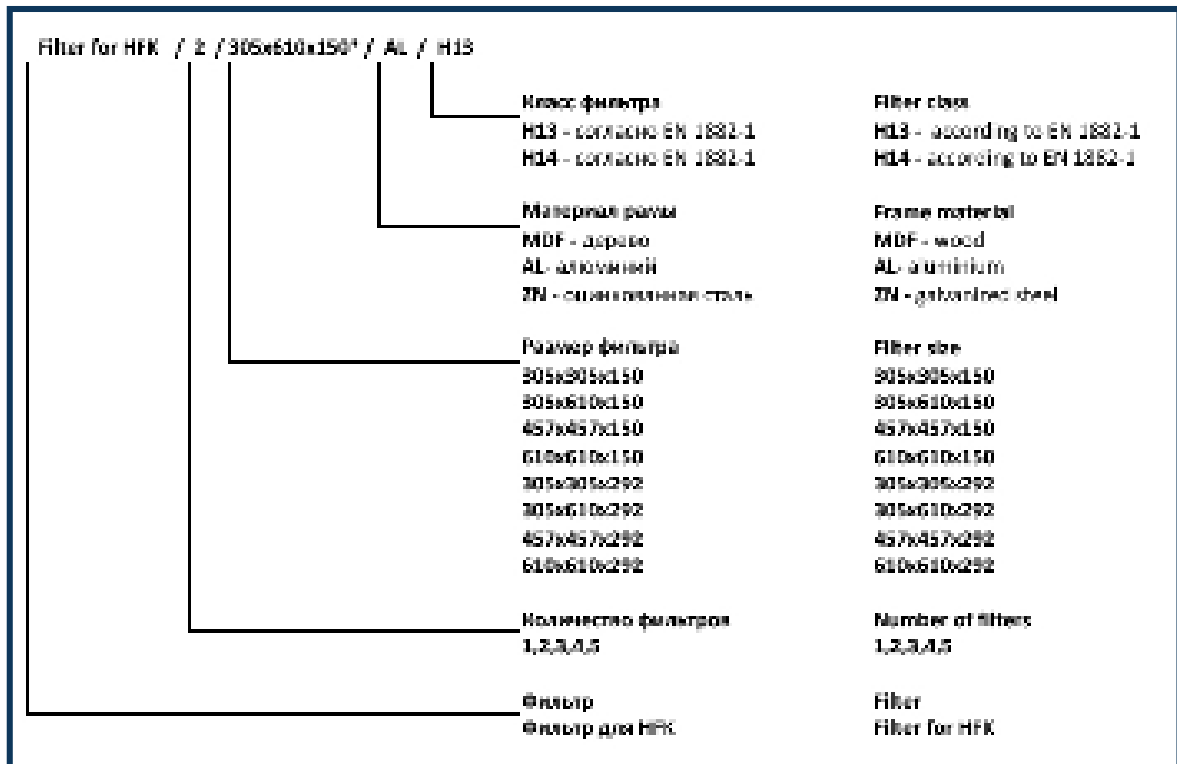 Filter for HFK / 2 / 305x610x150* / AL / H13
Класс фильтра Filter class
H13 - согласно EN 1882-1 H13 - according to EN 1882-1
H14 - согласно EN 1882-1 H14 - according to EN 1882-1
Материал рамы Frame material
MDF - дерево MDF - wood
AL- алюминий AL- aluminium
ZN - оцинкованная сталь ZN - galvanized steel
Размер фильтра Filter size
305x305x150 305x305x150
305x610x150 305x610x150
457x457x150 457x457x150
610x610x150 610x610x150
305x305x292 305x305x292
305x610x292 305x610x292
457x457x292 457x457x292
610x610x292 610x610x292
Количество фильтров Number of filters
1,2,3,4,5 1,2,3,4,5
Фильтр Filter
Фильтр для HFK Filter for HFK